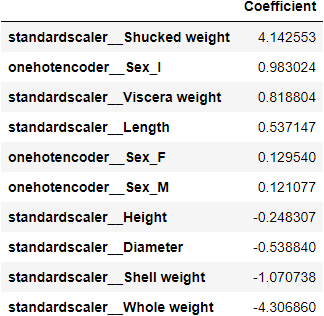 Coefficient
standardscaler__Shucked weight 4.142553
onehotencoder__Sex_I 0.983024
standardscaler__Viscera weight 0.818804
standardscaler__Length 0.537147
onehotencoder__Sex_F 0.129540
onehotencoder__Sex_M 0.121077
standardscaler__Height -0.248307
standardscaler__Diameter -0.538840
standardscaler__Shell weight -1.070738
standardscaler__Whole weight -4.306860